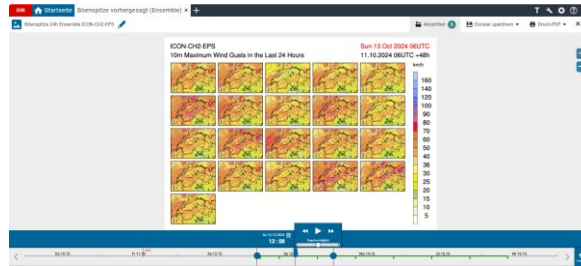 GIN Startseite Böenspitze vorhergesagt (Ensemble) × +
Böenspitze 24h Ensemble ICON-CH2-EPS
Ansichten
Dossier speichern
Druck-PDF
ICON-CH2-EPS
Sun 13 Oct 2024 06UTC
10m Maximum Wind Gusts in the Last 24 Hours
11.10.2024 06UTC +48h
km/h
160
140
120
100
90
80
70
60
50
40
36
30
25
20
15
10
5
13 : 08